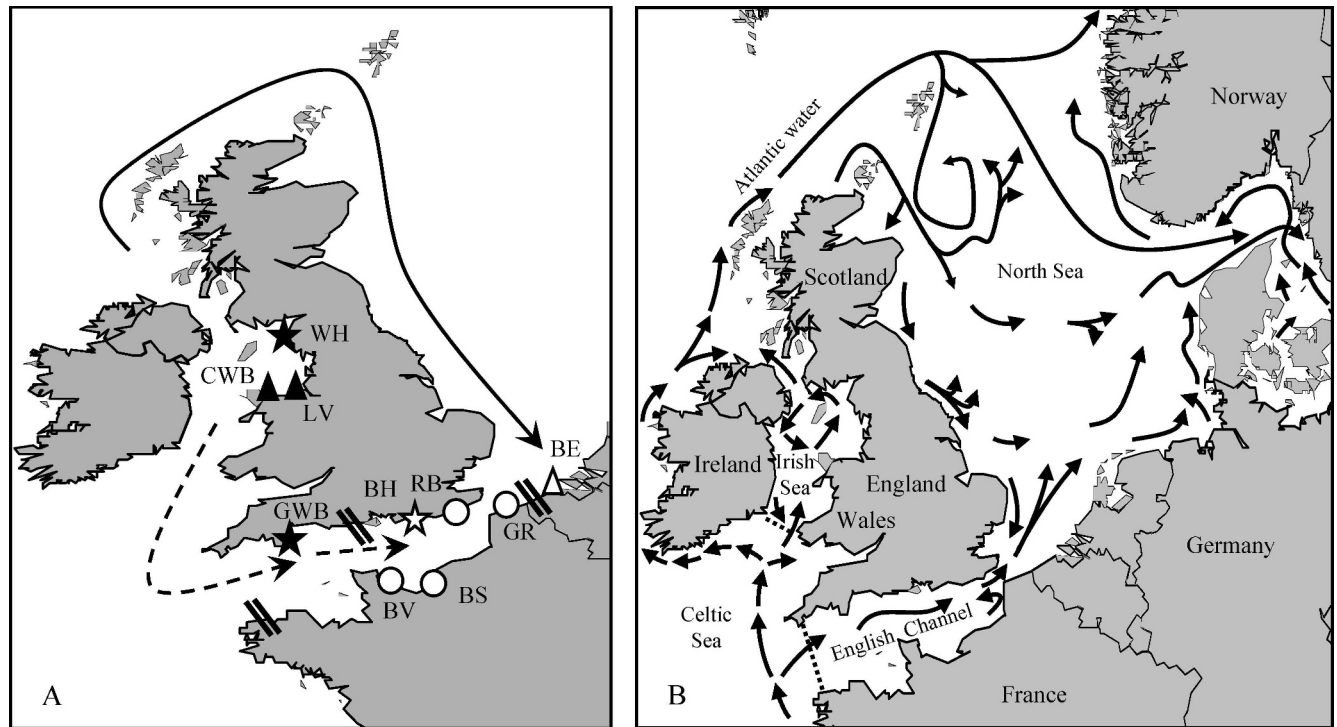 WH
CWB
LV
BE
BH
RB
GWB
GR
BV
BS
A
Norway
Atlantic water
North Sea
Scotland
Ireland
Irish
Sea
England
Wales
Germany
Celtic
Sea
English Channel
France
B